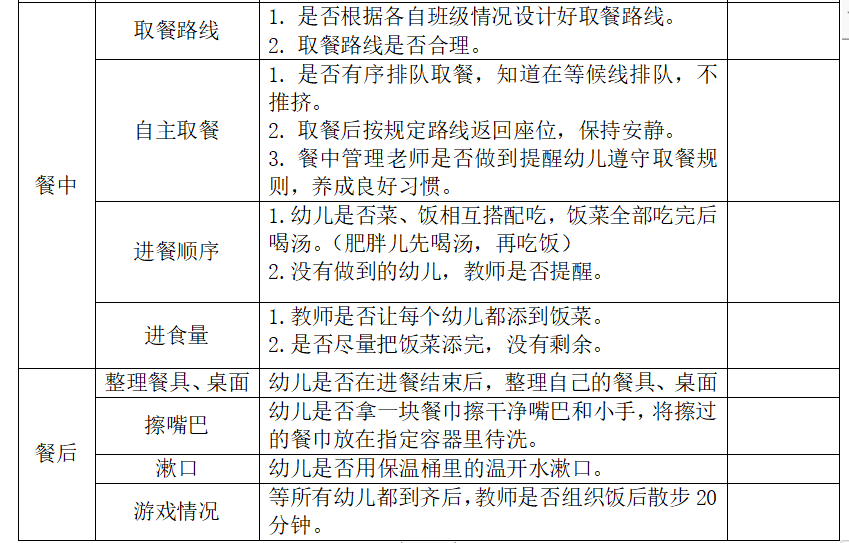 餐中
取餐路线
1. 是否根据各自班级情况设计好取餐路线。
2. 取餐路线是否合理。
自主取餐
1. 是否有序排队取餐，知道在等候线排队，不
推挤。
2. 取餐后按规定路线返回座位，保持安静。
3. 餐中管理老师是否做到提醒幼儿遵守取餐规
则，养成良好习惯。
进餐顺序
1.幼儿是否菜、饭相互搭配吃，饭菜全部吃完后
喝汤。（肥胖儿先喝汤，再吃饭）
2.没有做到的幼儿，教师是否提醒。
进食量
1.教师是否让每个幼儿都添到饭菜。
2.是否尽量把饭菜添完，没有剩余。
餐后
整理餐具、桌面
幼儿是否在进餐结束后，整理自己的餐具、桌面
擦嘴巴
幼儿是否拿一块餐巾擦干净嘴巴和小手，将擦过
的餐巾放在指定容器里待洗。
漱口
幼儿是否用保温桶里的温开水漱口。
游戏情况
等所有幼儿都到齐后，教师是否组织饭后散步 20
分钟。